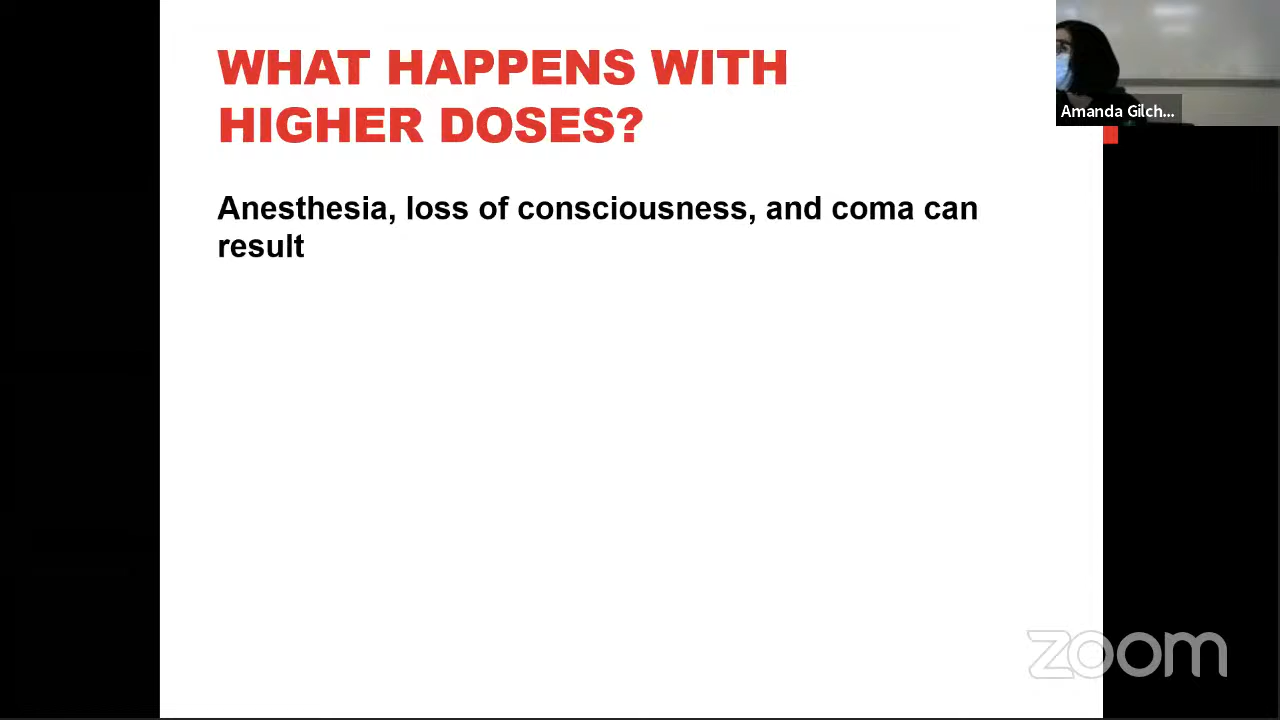 WHAT HAPPENS WITH
HIGHER DOSES?
Anesthesia, loss of consciousness, and coma can
result
Amanda Gilch...
zoom